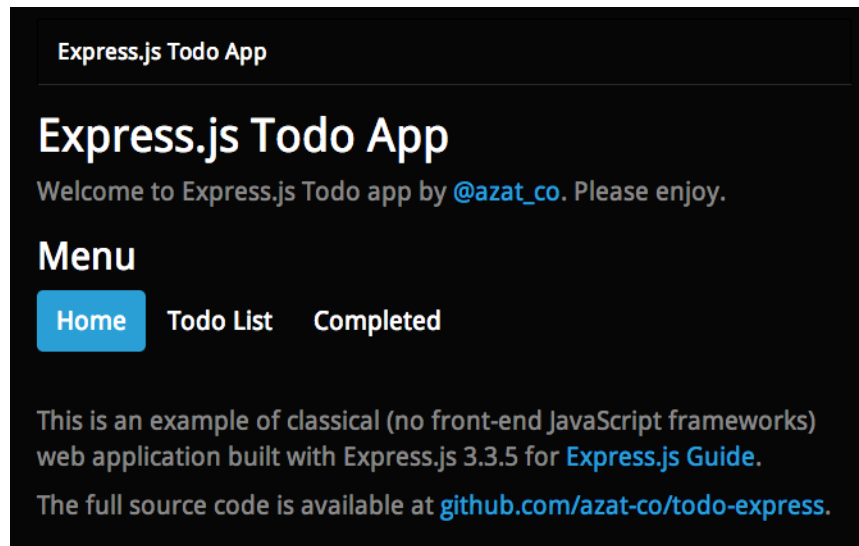 Express.js Todo App
Express.js Todo App
Welcome to Express.js Todo app by @azat_co. Please enjoy.
Menu
Home Todo List Completed
This is an example of classical (no front-end JavaScript frameworks)
web application built with Express.js 3.3.5 for Express.js Guide.
The full source code is available at github.com/azat-co/todo-express.